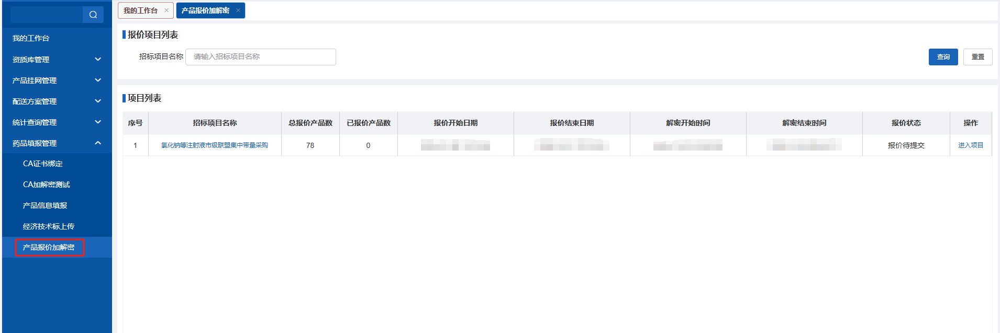 我的工作台
资质库管理
产品挂网管理
配送方案管理
统计查询管理
药品填报管理
CA证书绑定
CA加解密测试
产品信息填报
经济技术标上传
产品报价加解密
我的工作台 × 产品报价加解密 ×
报价项目列表
招标项目名称 请输入招标项目名称 查询 重置
项目列表
序号 招标项目名称 总报价产品数 已报价产品数 报价开始日期 报价结束日期 解密开始时间 解密结束时间 报价状态 操作
1 氯化钠等注射液市级联盟集中带量采购 78 0 报价待提交 进入项目